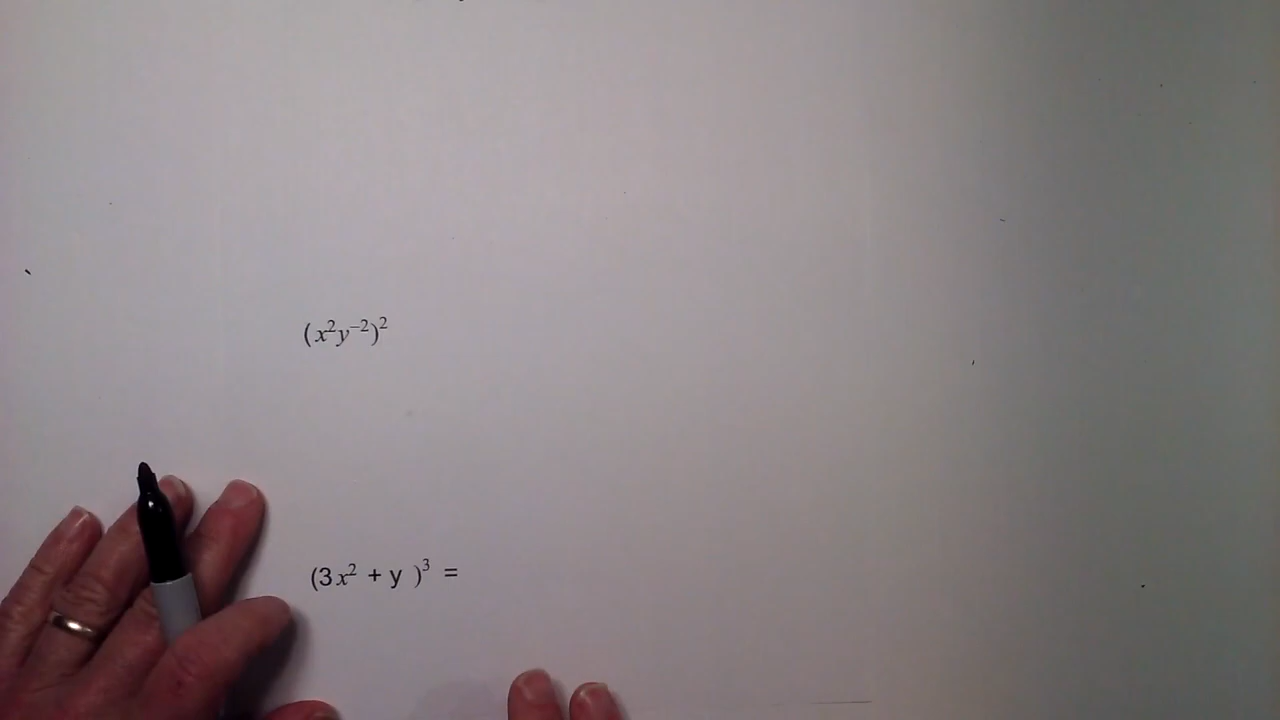 (x²y⁻²)²
(3x² + y )³ =